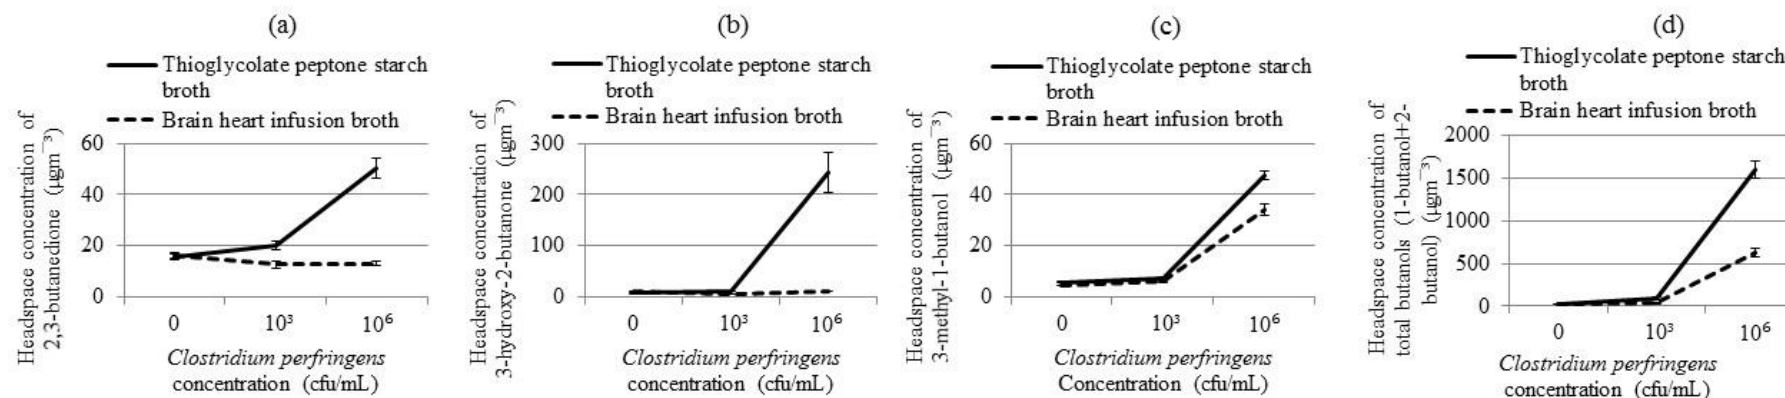 (a)
Thioglycolate peptone starch
broth
Brain heart infusion broth
Headspace concentration of
2,3-butanedione (µgm⁻³)
60
40
20
0
0 10³ 10⁶
Clostridium perfringens
concentration (cfu/mL)
(b)
Thioglycolate peptone starch
broth
Brain heart infusion broth
Headspace concentration of
3-hydroxy-2-butanone (µgm⁻³)
300
200
100
0
0 10³ 10⁶
Clostridium perfringens
concentration (cfu/mL)
(c)
Thioglycolate peptone starch
broth
Brain heart infusion broth
Headspace concentration of
3-methyl-1-butanol (µgm⁻³)
60
40
20
0
0 10³ 10⁶
Clostridium perfringens
Concentration (cfu/mL)
(d)
Thioglycolate peptone starch
broth
Brain heart infusion broth
Headspace concentration of
total butanols (1-butanol+2-
butanol) (µgm⁻³)
2000
1500
1000
500
0
0 10³ 10⁶
Clostridium perfringens
concentration (cfu/mL)